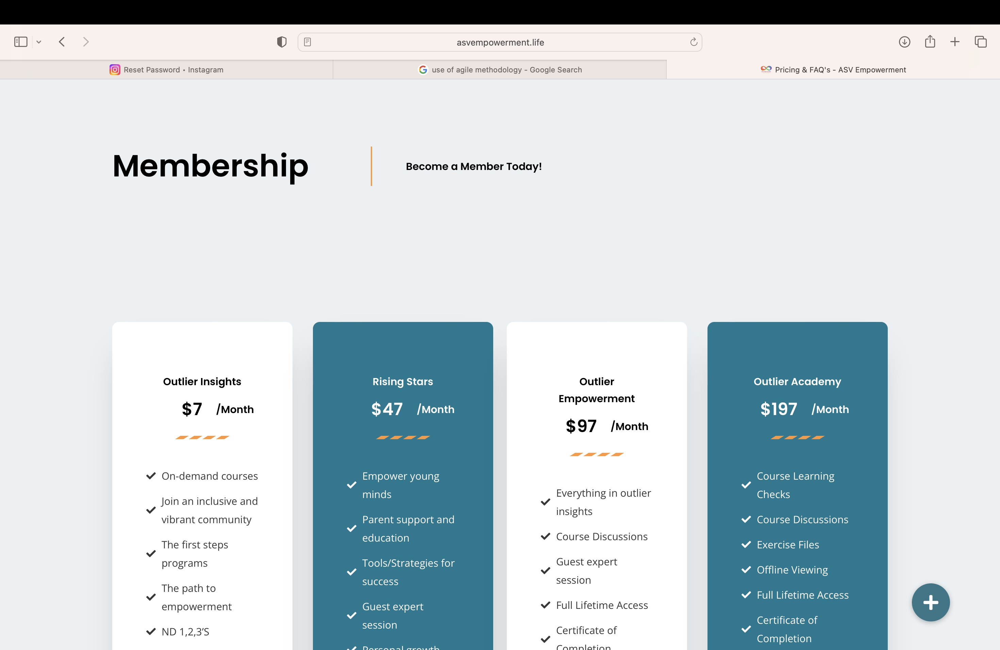 asvempowerment.life
Reset Password • Instagram
use of agile methodology - Google Search
Pricing & FAQ's - ASV Empowerment
Membership
Become a Member Today!
Outlier Insights
$7 /Month
On-demand courses
Join an inclusive and
vibrant community
The first steps
programs
The path to
empowerment
ND 1,2,3’S
Rising Stars
$47 /Month
Empower young
minds
Parent support and
education
Tools/Strategies for
success
Guest expert
session
Personal growth
Outlier
Empowerment
$97 /Month
Everything in outlier
insights
Course Discussions
Guest expert
session
Full Lifetime Access
Certificate of
Completion
Outlier Academy
$197 /Month
Course Learning
Checks
Course Discussions
Exercise Files
Offline Viewing
Full Lifetime Access
Certificate of
Completion